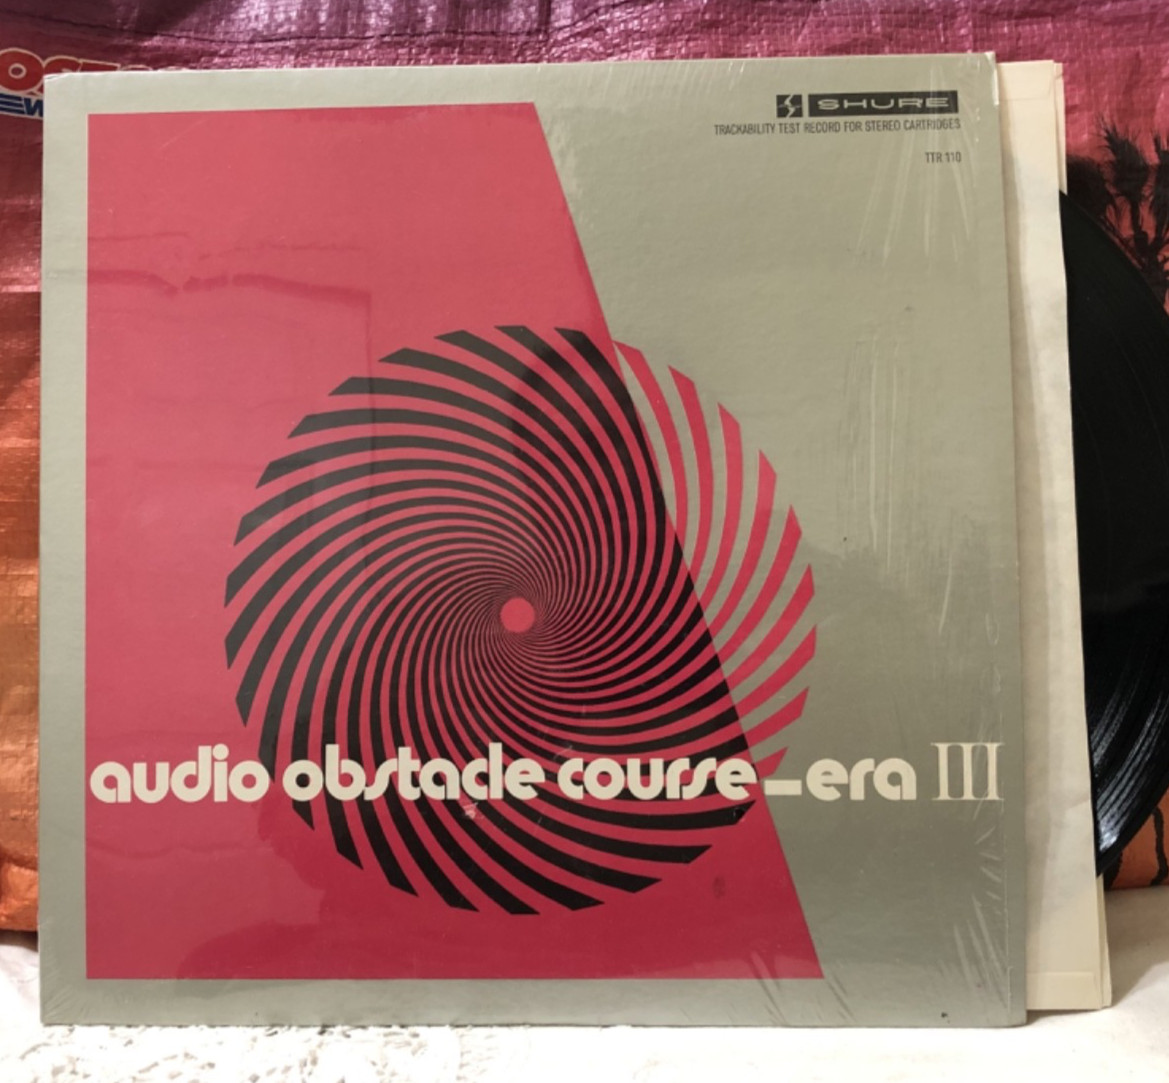 SHURE
TRACKABILITY TEST RECORD FOR STEREO CARTRIDGES
TTR 110
audio obstacle course—era III